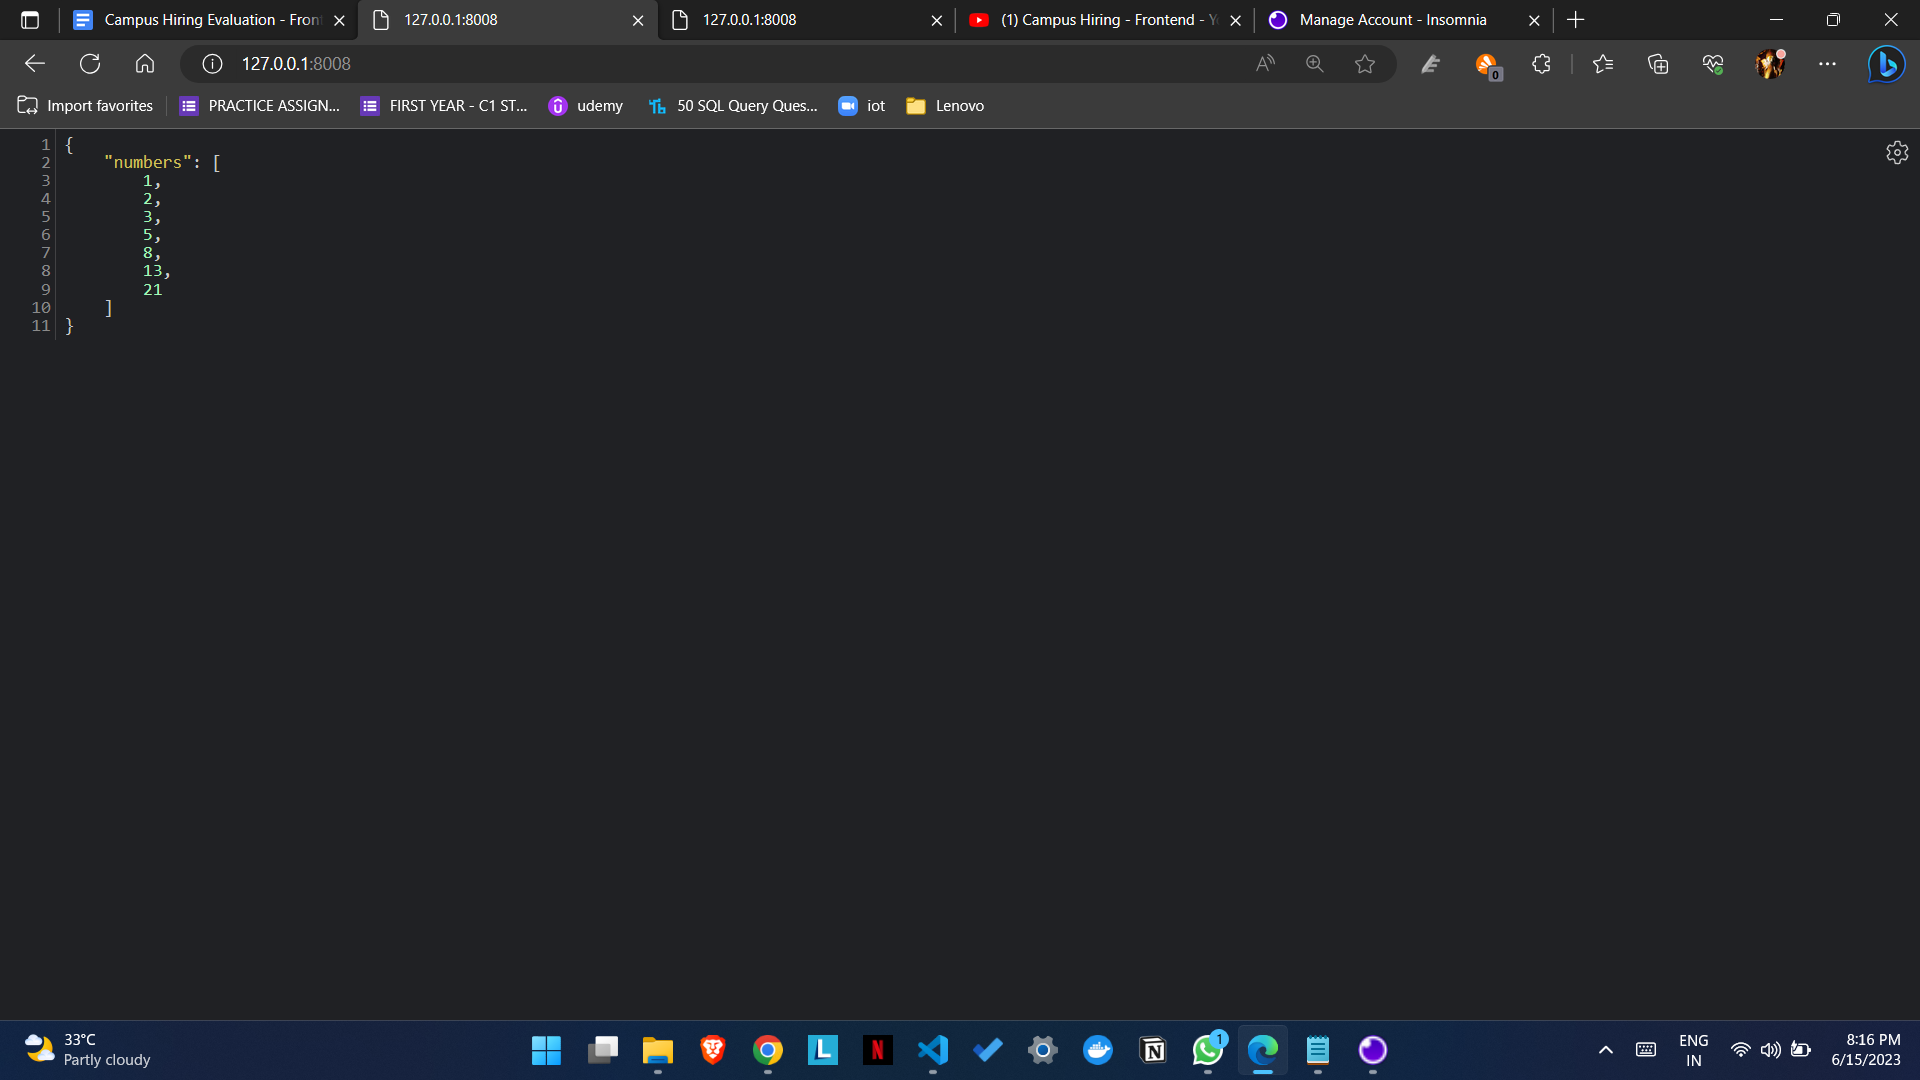 Campus Hiring Evaluation - Fron
127.0.0.1:8008
127.0.0.1:8008
(1) Campus Hiring - Frontend - Y
Manage Account - Insomnia
127.0.0.1:8008
0
Import favorites
PRACTICE ASSIGN...
FIRST YEAR - C1 ST...
udemy
50 SQL Query Ques...
iot
Lenovo
1 {
2 "numbers": [
3 1,
4 2,
5 3,
6 5,
7 8,
8 13,
9 21
10 ]
11 }
33°C
Partly cloudy
1
ENG
IN
8:16 PM
6/15/2023